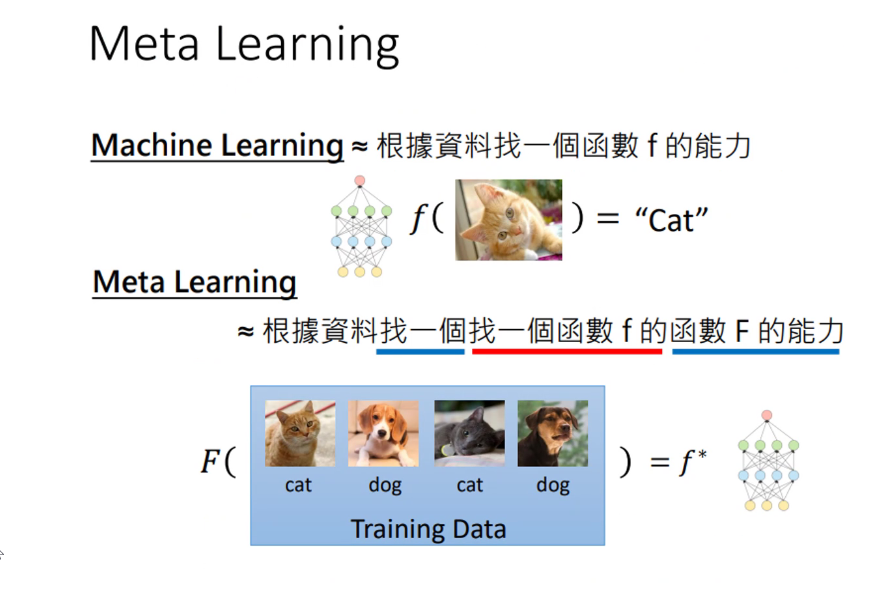 Meta Learning
Machine Learning ≈ 根據資料找一個函數 f 的能力
f( ) = “Cat”
Meta Learning
≈ 根據資料找一個找一個函數 f 的函數 F 的能力
F( ) = f*
cat dog cat dog
Training Data